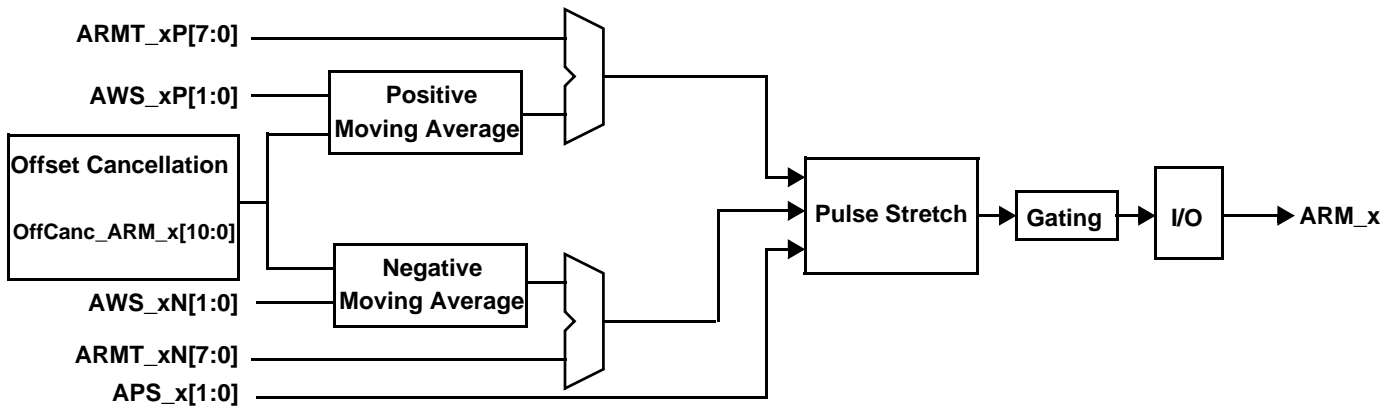 ARMT_xP[7:0]
AWS_xP[1:0]
Positive
Moving Average
Offset Cancellation
OffCanc_ARM_x[10:0]
Pulse Stretch
Gating
I/O
ARM_x
Negative
Moving Average
AWS_xN[1:0]
ARMT_xN[7:0]
APS_x[1:0]